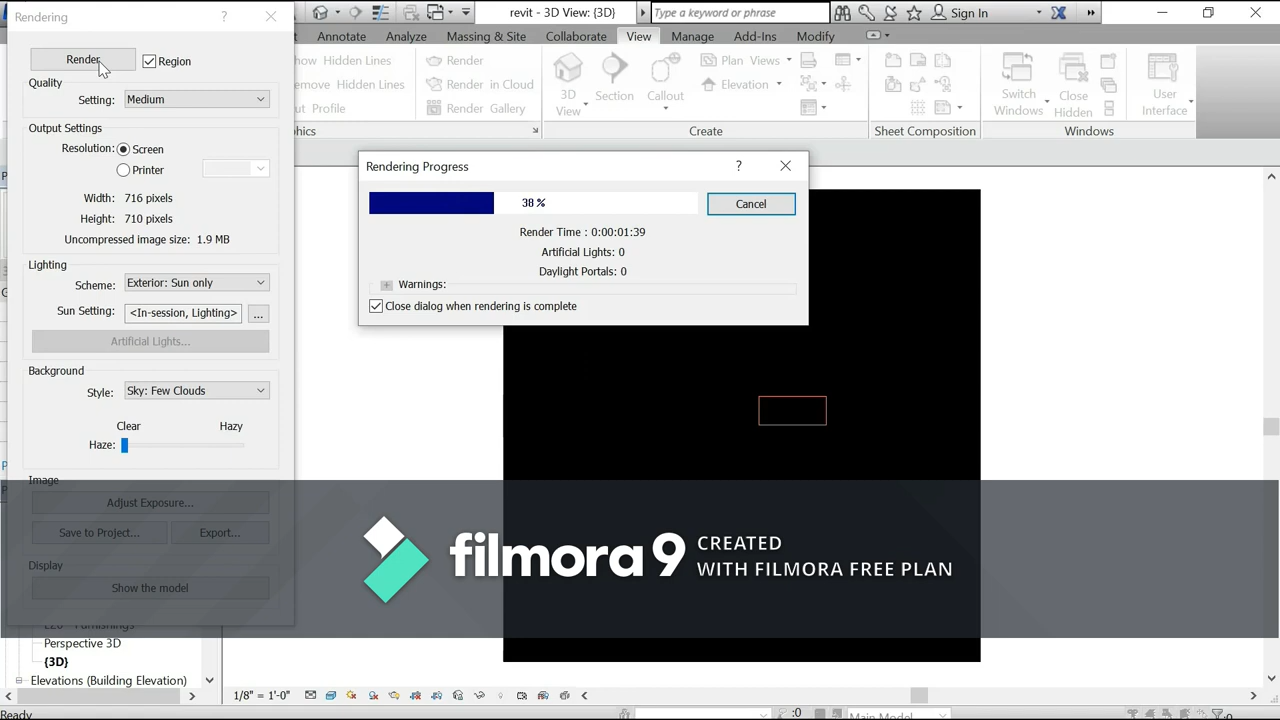 Rendering
?
revit - 3D View: {3D}
Type a keyword or phrase
Sign In
Annotate
Analyze
Massing & Site
Collaborate
View
Manage
Add-Ins
Modify
Render
Region
Quality
Setting:
Medium
Output Settings
Resolution:
Screen
Printer
Width: 716 pixels
Height: 710 pixels
Uncompressed image size: 1.9 MB
Lighting
Scheme:
Exterior: Sun only
Sun Setting:
<In-session, Lighting>
...
Artificial Lights...
Background
Style:
Sky: Few Clouds
Clear
Hazy
Haze:
Image
Adjust Exposure...
Save to Project...
Export...
Display
Show the model
Hidden Lines
Hidden Lines
Profile
Render
Render in Cloud
Render Gallery
3D
View
Section
Callout
Plan Views
Elevation
Create
Sheet Composition
Switch
Windows
Close
Hidden
User
Interface
Windows
Rendering Progress
?
38 %
Cancel
Render Time : 0:00:01:39
Artificial Lights: 0
Daylight Portals: 0
Warnings:
Close dialog when rendering is complete
filmora 9
CREATED
WITH FILMORA FREE PLAN
Perspective 3D
{3D}
Elevations (Building Elevation)
1/8" = 1'-0"
Ready
:0
Main Model
:0